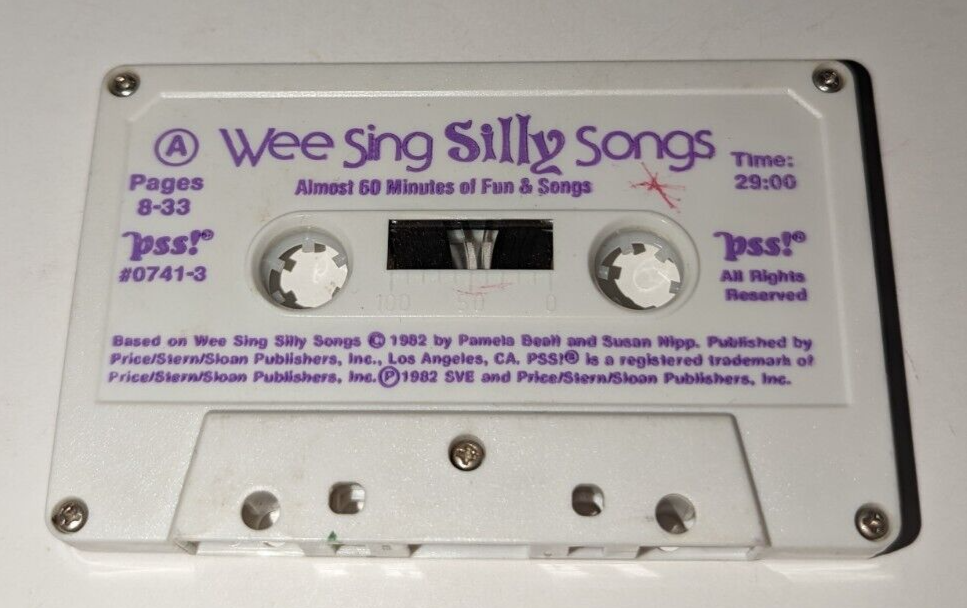 A
Wee Sing Silly Songs
Almost 60 Minutes of Fun & Songs
Time:
29:00
Pages
8-33
pss!®
#0741-3
pss!®
All Rights
Reserved
100 50 0
Based on Wee Sing Silly Songs © 1982 by Pamela Beall and Susan Nipp. Published by
Price/Stern/Sloan Publishers, Inc., Los Angeles, CA. PSS!® is a registered trademark of
Price/Stern/Sloan Publishers, Inc. ℗1982 SVE and Price/Stern/Sloan Publishers, Inc.